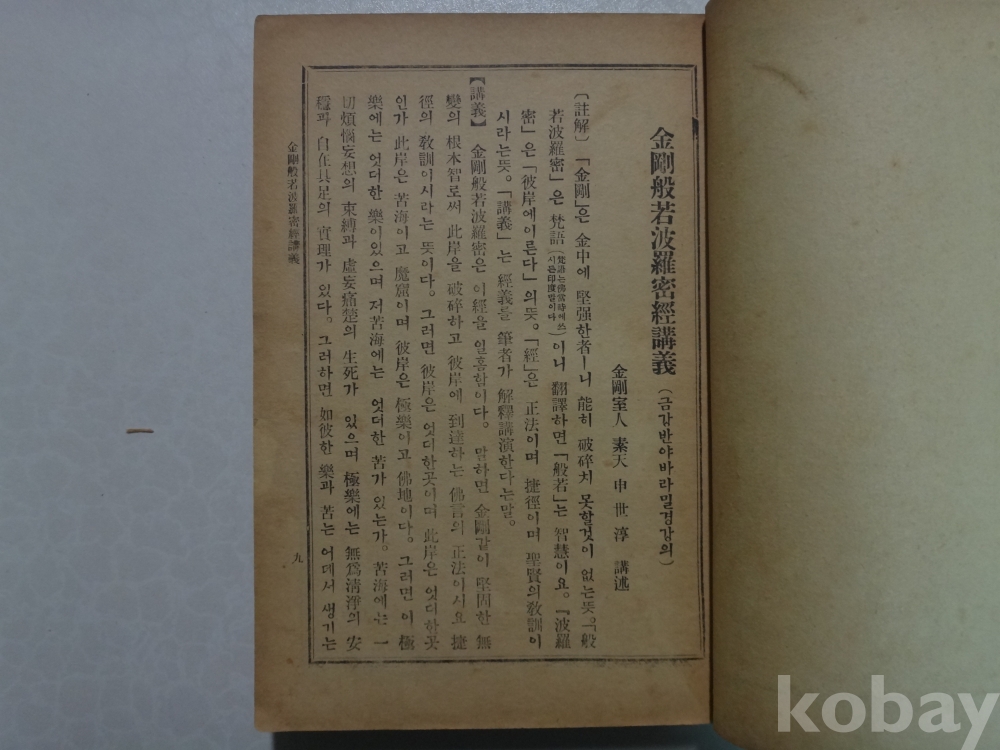 金剛般若波羅密經講義 (금강반야바라밀경강의)
金剛室人 素天 申世淳 講述
〔註解〕 「金剛」은 金中에 堅强한者ㅣ니 能히 破碎치 못할것이 없는뜻。「般
若波羅密」은 梵語(梵語는佛當時에쓰시든印度말이다)이니 翻譯하면 「般若」는 智慧이요。『波羅
密」은「彼岸에이른다」의뜻。「經」은 正法이며 捷徑이며 聖賢의敎訓이
시라는뜻。「講義」는 經義를 筆者가 解釋講演한다는말。
【講義】 金剛般若波羅密은 이經을 일흠함이다。 말하면 金剛같이 堅固한 無
變의 根本智로써 此岸을 破碎하고 彼岸에 到達하는 佛言의 正法이시요 捷
徑의 敎訓이시라는 뜻이다。그러면 彼岸은 엇더한곳이며 此岸은 엇더하곳
인가 此岸은 苦海이고 魔窟이며 彼岸은 極樂이고 佛地이다。그러면 이 極
樂에는 엇더한 樂이있으며 저苦海에는 엇더한 苦가 있는가。苦海에는 一
切煩惱妄想의 束縛과 虛妄痛楚의 生死가 있으며 極樂에는 無爲淸淨의 安
穩과 自在具足의 實理가 있다。그러하면 如彼한 樂과 苦는 어데서 생기는
金剛般若波羅密經講義
九
kobay